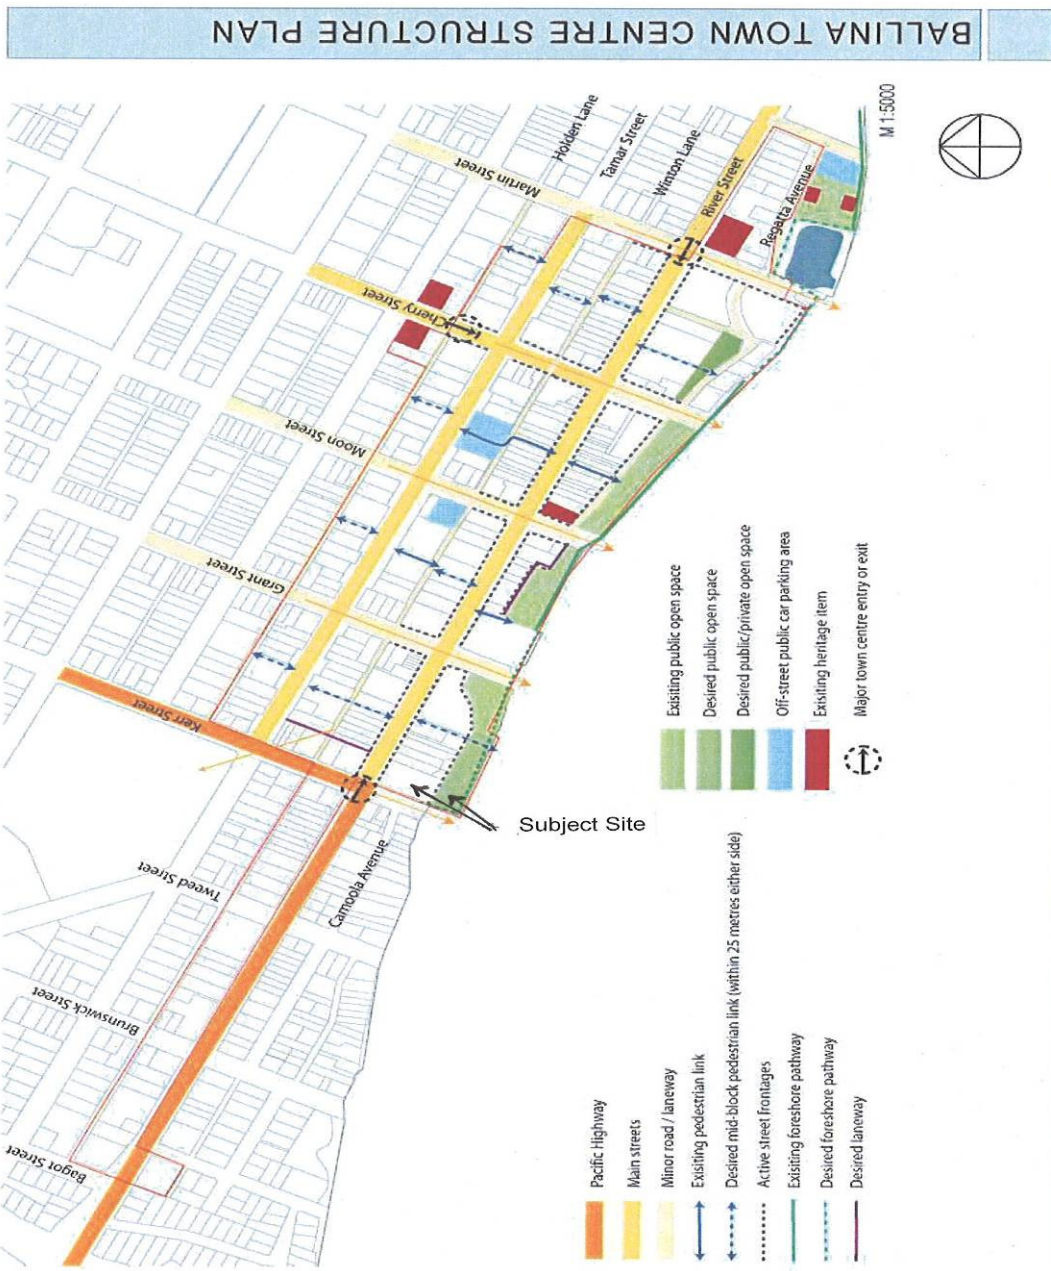 BALLINA TOWN CENTRE STRUCTURE PLAN
M 1:5000
Holden Lane
Tamar Street
Winton Lane
River Street
Regatta Avenue
Martin Street
Cherry Street
Moon Street
Grant Street
Kerr Street
Tweed Street
Brunswick Street
Bagot Street
Camoola Avenue
Subject Site
Exisiting public open space
Desired public open space
Desired public/private open space
Off-street public car parking area
Exisiting heritage item
Major town centre entry or exit
Pacific Highway
Main streets
Minor road / laneway
Exisiting pedestrian link
Desired mid-block pedestrian link (within 25 metres either side)
Active street frontages
Exisiting foreshore pathway
Desired foreshore pathway
Desired laneway